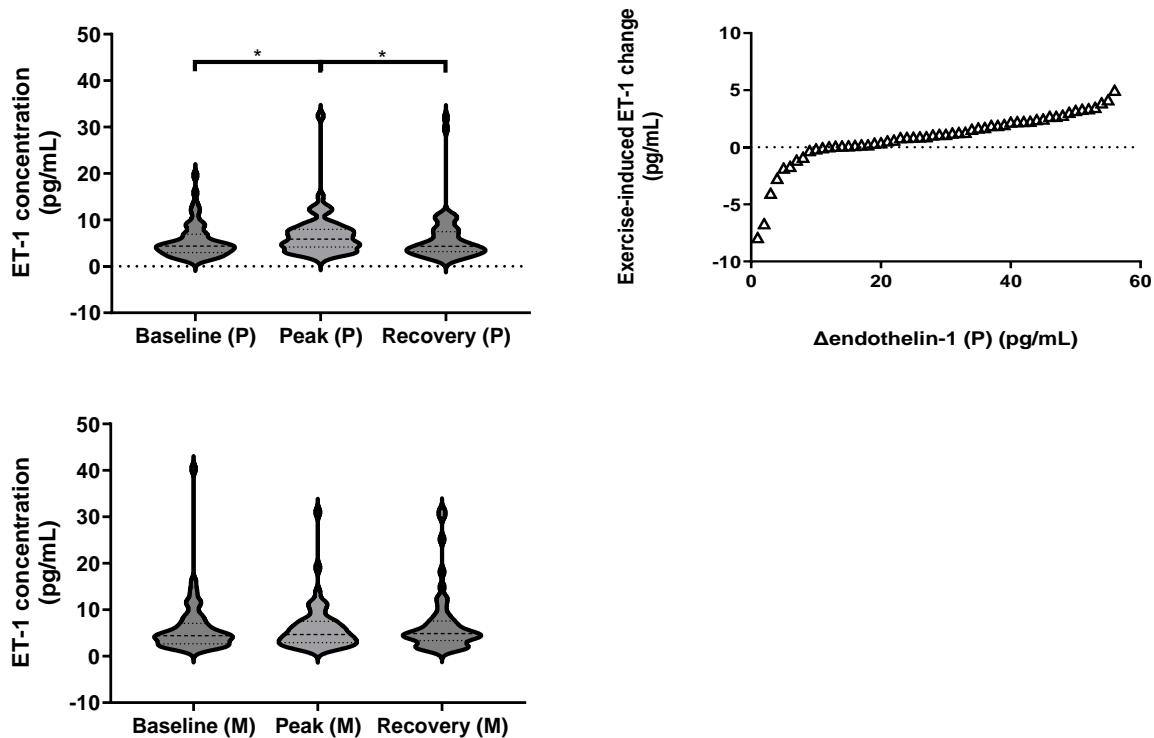 50
40
30
20
10
0
-10
ET-1 concentration
(pg/mL)
*
*
Baseline (P) Peak (P) Recovery (P)
10
5
0
-5
-10
Exercise-induced ET-1 change
(pg/mL)
0 20 40 60
Δendothelin-1 (P) (pg/mL)
50
40
30
20
10
0
-10
ET-1 concentration
(pg/mL)
Baseline (M) Peak (M) Recovery (M)